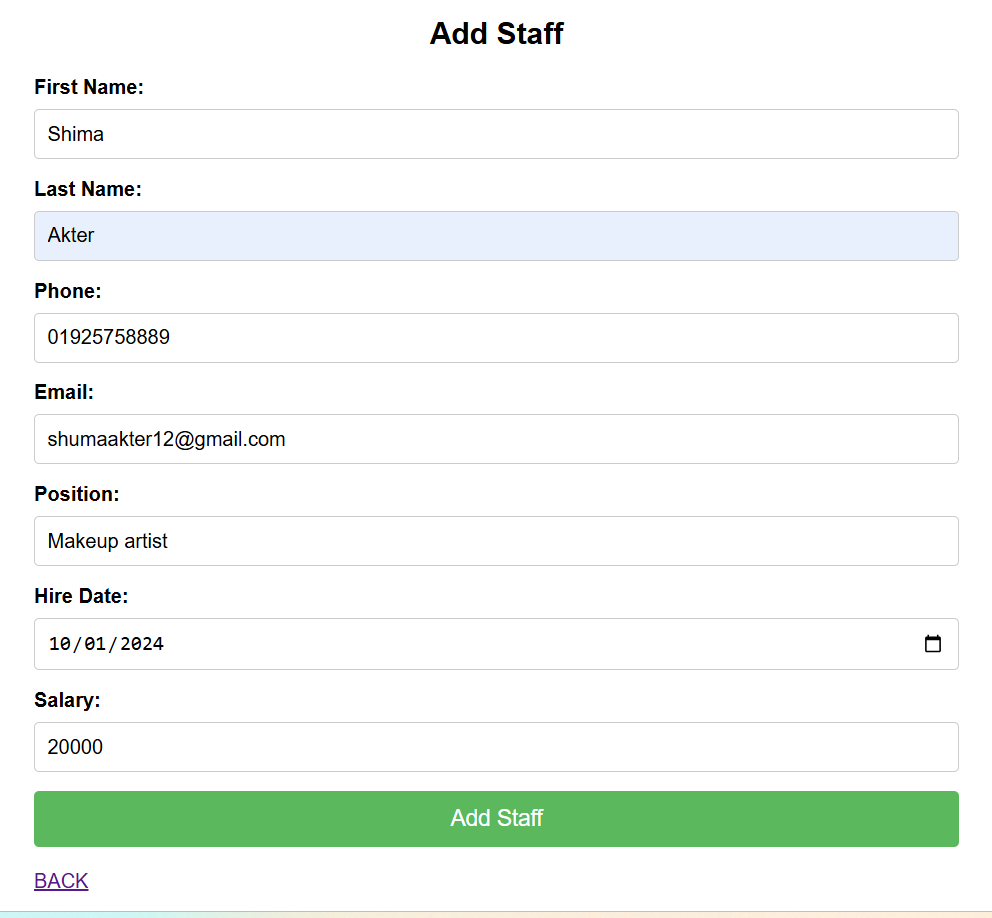 Add Staff
First Name:
Shima
Last Name:
Akter
Phone:
01925758889
Email:
shumaakter12@gmail.com
Position:
Makeup artist
Hire Date:
10/01/2024
Salary:
20000
Add Staff
BACK